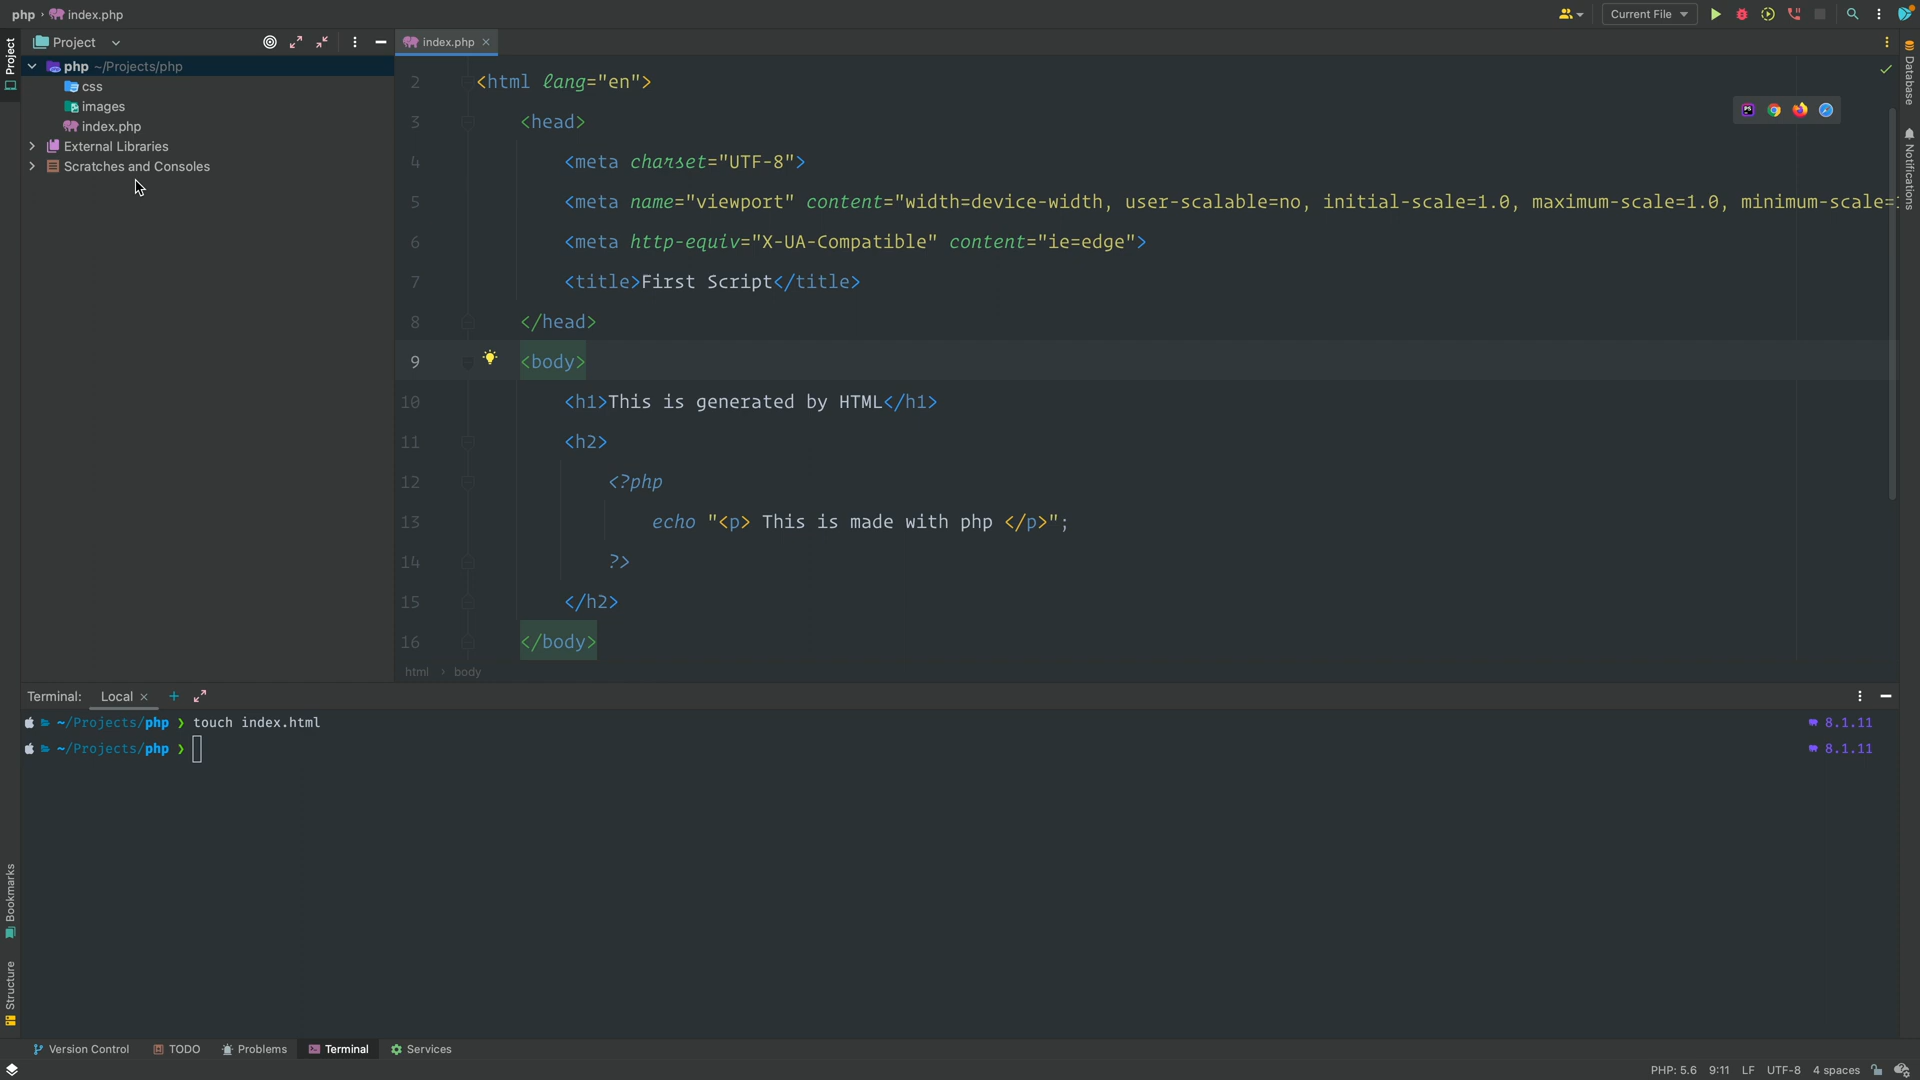 php › index.php
Current File
Project
Project
index.php
php ~/Projects/php
css
images
index.php
External Libraries
Scratches and Consoles
2 <html lang="en">
3 <head>
4 <meta charset="UTF-8">
5 <meta name="viewport" content="width=device-width, user-scalable=no, initial-scale=1.0, maximum-scale=1.0, minimum-scale=
6 <meta http-equiv="X-UA-Compatible" content="ie=edge">
7 <title>First Script</title>
8 </head>
9 <body>
10 <h1>This is generated by HTML</h1>
11 <h2>
12 <?php
13 echo "<p> This is made with php </p>";
14 ?>
15 </h2>
16 </body>
html › body
Database
Notifications
Terminal: Local
~/Projects/php ❯ touch index.html 8.1.11
~/Projects/php ❯ 8.1.11
Bookmarks
Structure
Version Control TODO Problems Terminal Services
PHP: 5.6 9:11 LF UTF-8 4 spaces